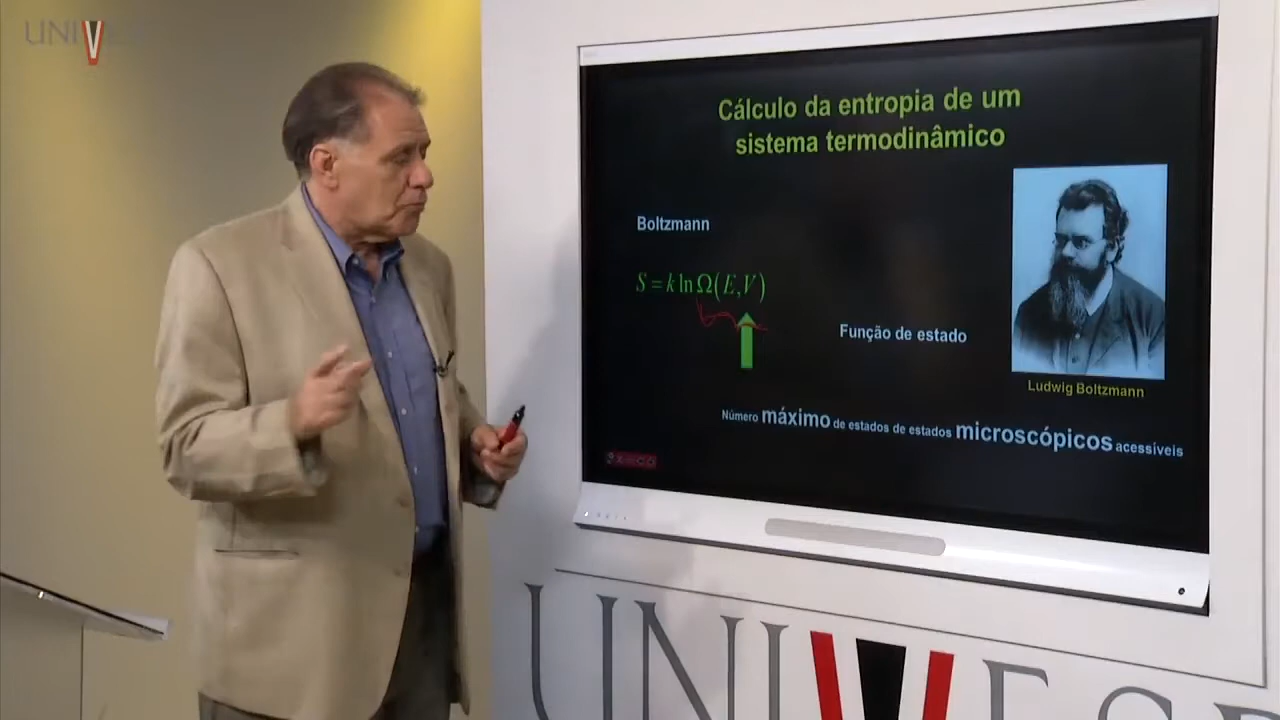 UNIV
Cálculo da entropia de um
sistema termodinâmico
Boltzmann
S = k ln Ω(E,V)
Função de estado
Ludwig Boltzmann
Número máximo de estados de estados microscópicos acessíveis
UNIVESP